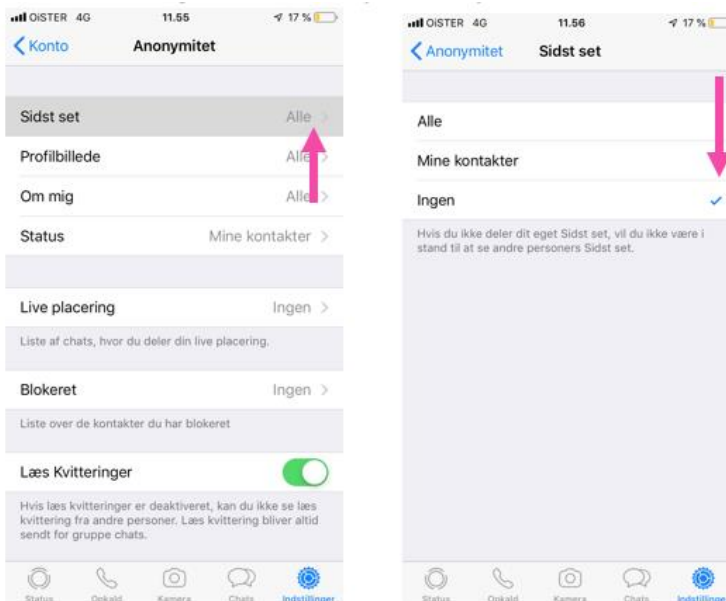 OiSTER 4G 11.55 17 %
Konto Anonymitet
Sidst set Alle
Profilbillede Alle
Om mig Alle
Status Mine kontakter
Live placering Ingen
Liste af chats, hvor du deler din live placering.
Blokeret Ingen
Liste over de kontakter du har blokeret
Læs Kvitteringer
Hvis læs kvitteringer er deaktiveret, kan du ikke se læs
kvittering fra andre personer. Læs kvittering bliver altid
sendt for gruppe chats.
Status Opkald Kamera Chats Indstillinger
OiSTER 4G 11.56 17 %
Anonymitet Sidst set
Alle
Mine kontakter
Ingen
Hvis du ikke deler dit eget Sidst set, vil du ikke være i
stand til at se andre personers Sidst set.
Status Opkald Kamera Chats Indstillinger